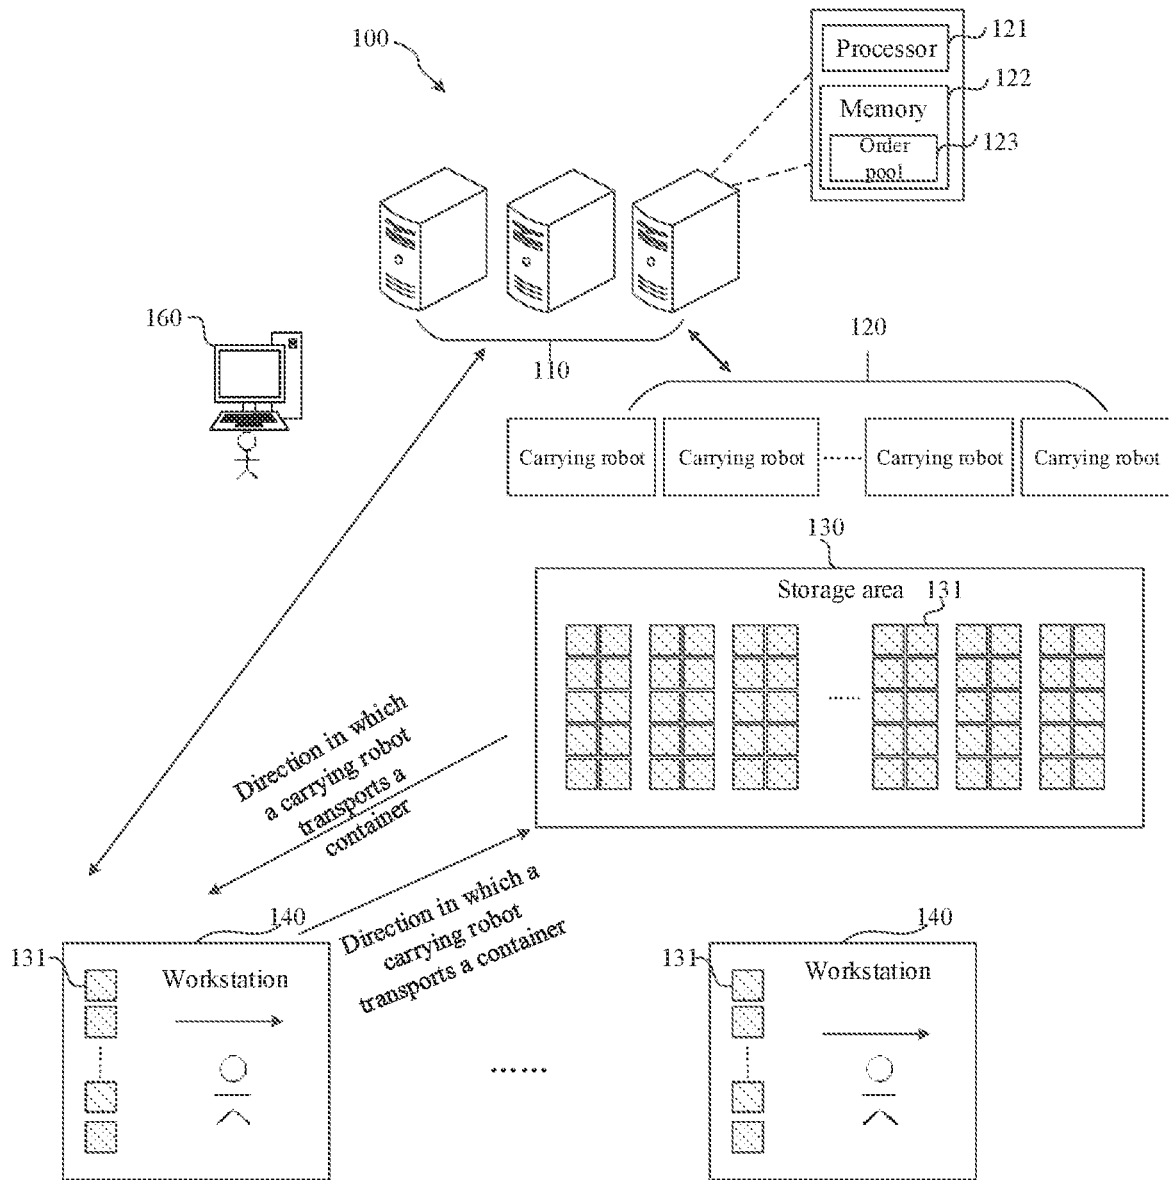 100
Processor
121
Memory
122
Order
pool
123
160
110
120
Carrying robot
Carrying robot
......
Carrying robot
Carrying robot
130
Storage area
131
......
Direction in which
a carrying robot
transports a
container
Direction in which a
carrying robot
transports a container
140
131
Workstation
......
140
131
Workstation